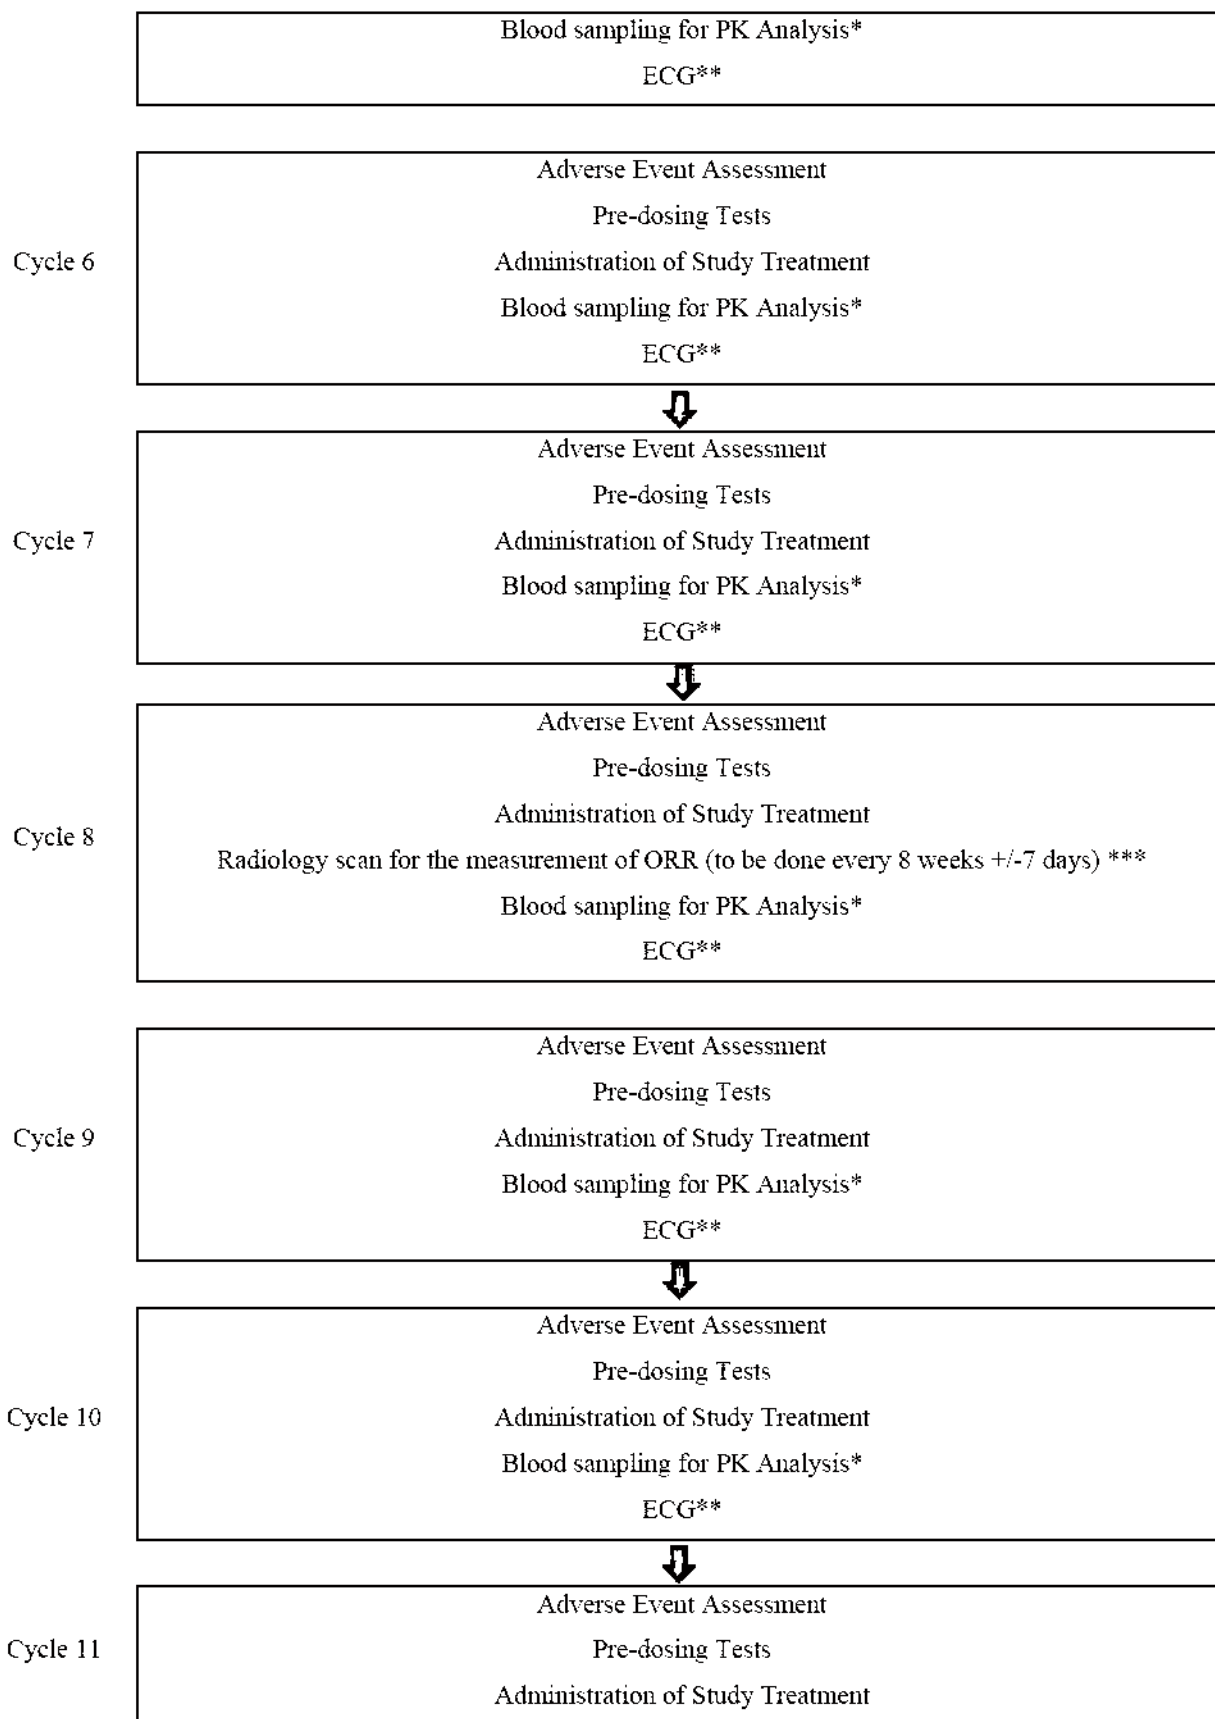 Blood sampling for PK Analysis*
ECG**
Cycle 6
Adverse Event Assessment
Pre-dosing Tests
Administration of Study Treatment
Blood sampling for PK Analysis*
ECG**
Cycle 7
Adverse Event Assessment
Pre-dosing Tests
Administration of Study Treatment
Blood sampling for PK Analysis*
ECG**
Cycle 8
Adverse Event Assessment
Pre-dosing Tests
Administration of Study Treatment
Radiology scan for the measurement of ORR (to be done every 8 weeks +/-7 days) ***
Blood sampling for PK Analysis*
ECG**
Cycle 9
Adverse Event Assessment
Pre-dosing Tests
Administration of Study Treatment
Blood sampling for PK Analysis*
ECG**
Cycle 10
Adverse Event Assessment
Pre-dosing Tests
Administration of Study Treatment
Blood sampling for PK Analysis*
ECG**
Cycle 11
Adverse Event Assessment
Pre-dosing Tests
Administration of Study Treatment